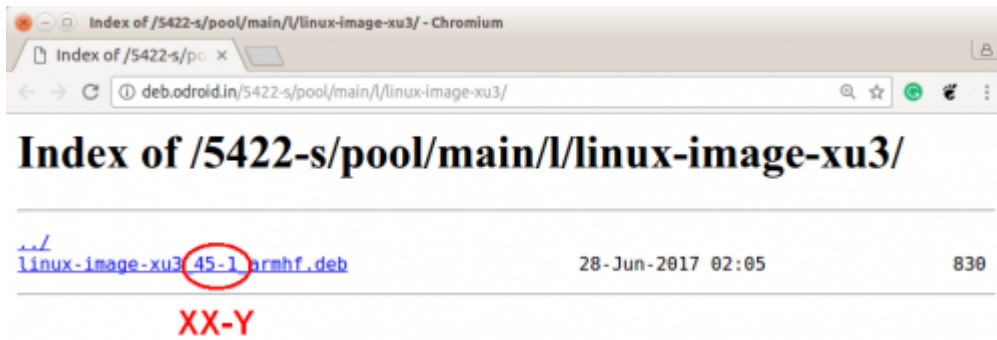 Index of /5422-s/pool/main/l/linux-image-xu3/ - Chromium
Index of /5422-s/po
deb.odroid.in/5422-s/pool/main/l/linux-image-xu3/
Index of /5422-s/pool/main/l/linux-image-xu3/
../
linux-image-xu3_45-1_armhf.deb 28-Jun-2017 02:05 830
XX-Y